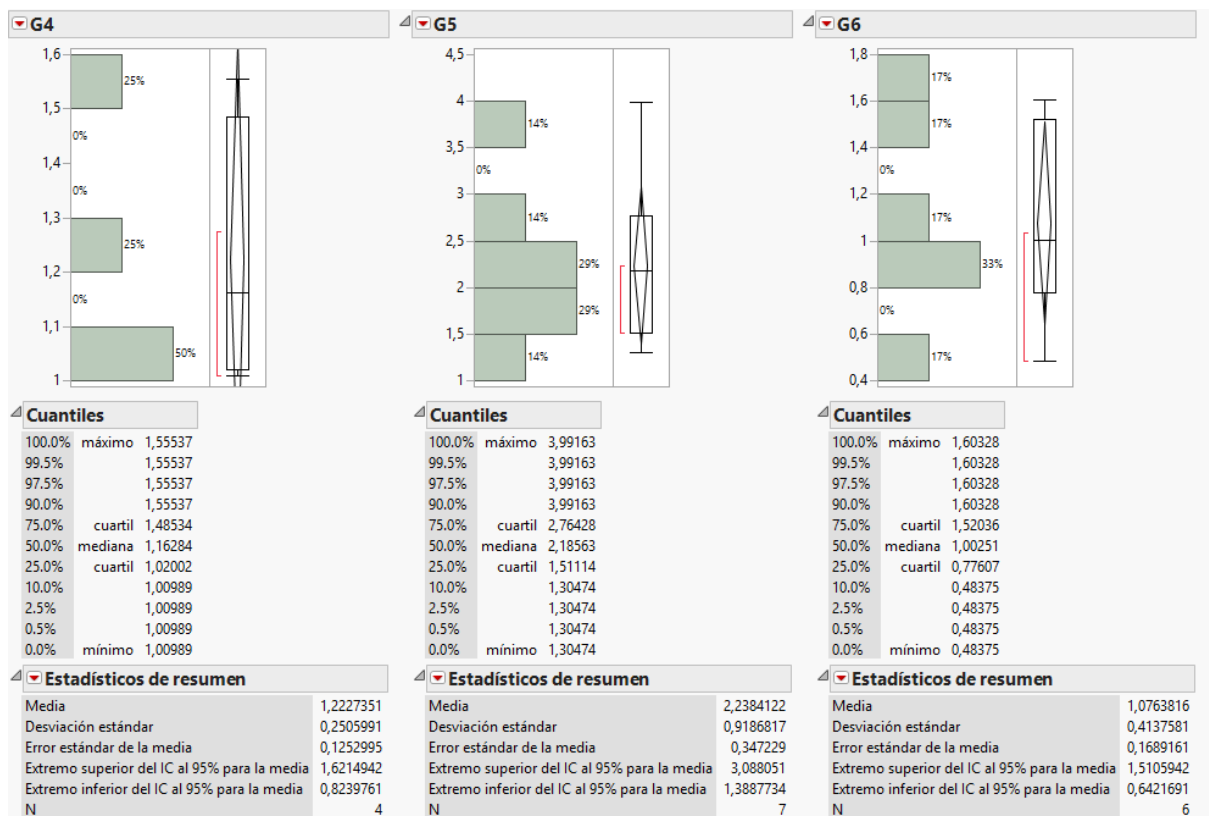 G4
1,6
1,5
1,4
1,3
1,2
1,1
1
25%
0%
0%
25%
0%
50%
Cuantiles
100.0% máximo 1,55537
99.5% 1,55537
97.5% 1,55537
90.0% 1,55537
75.0% cuartil 1,48534
50.0% mediana 1,16284
25.0% cuartil 1,02002
10.0% 1,00989
2.5% 1,00989
0.5% 1,00989
0.0% mínimo 1,00989
Estadísticos de resumen
Media 1,2227351
Desviación estándar 0,2505991
Error estándar de la media 0,1252995
Extremo superior del IC al 95% para la media 1,6214942
Extremo inferior del IC al 95% para la media 0,8239761
N 4
G5
4,5
4
3,5
3
2,5
2
1,5
1
14%
0%
14%
29%
29%
14%
Cuantiles
100.0% máximo 3,99163
99.5% 3,99163
97.5% 3,99163
90.0% 3,99163
75.0% cuartil 2,76428
50.0% mediana 2,18563
25.0% cuartil 1,51114
10.0% 1,30474
2.5% 1,30474
0.5% 1,30474
0.0% mínimo 1,30474
Estadísticos de resumen
Media 2,2384122
Desviación estándar 0,9186817
Error estándar de la media 0,347229
Extremo superior del IC al 95% para la media 3,088051
Extremo inferior del IC al 95% para la media 1,3887734
N 7
G6
1,8
1,6
1,4
1,2
1
0,8
0,6
0,4
17%
17%
0%
17%
33%
0%
17%
Cuantiles
100.0% máximo 1,60328
99.5% 1,60328
97.5% 1,60328
90.0% 1,60328
75.0% cuartil 1,52036
50.0% mediana 1,00251
25.0% cuartil 0,77607
10.0% 0,48375
2.5% 0,48375
0.5% 0,48375
0.0% mínimo 0,48375
Estadísticos de resumen
Media 1,0763816
Desviación estándar 0,4137581
Error estándar de la media 0,1689161
Extremo superior del IC al 95% para la media 1,5105942
Extremo inferior del IC al 95% para la media 0,6421691
N 6